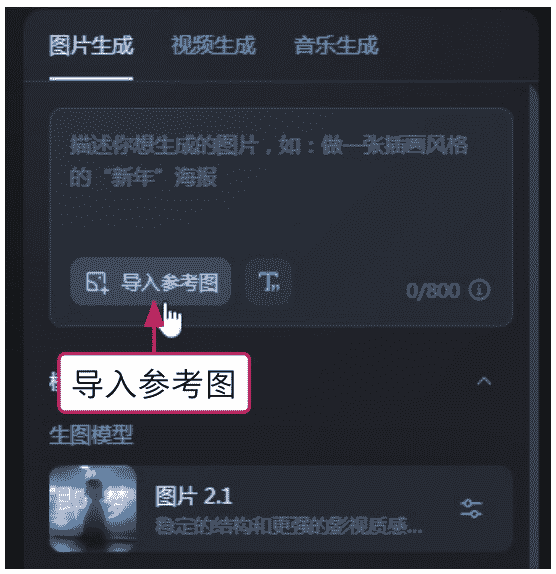 图片生成 视频生成 音乐生成
描述你想生成的图片，如：做一张插画风格
的“新年”海报
导入参考图 T 0/800
导入参考图
生图模型
图片 2.1
稳定的结构和更强的影视质感...